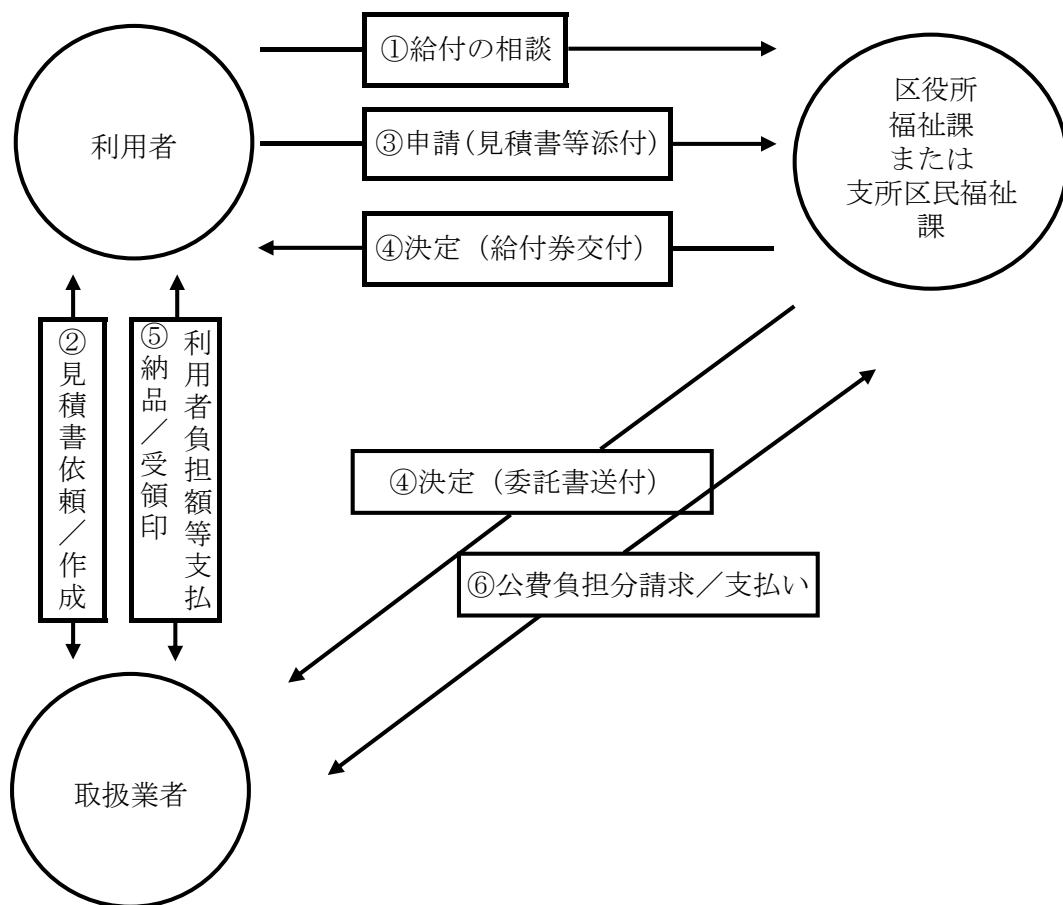 ①給付の相談
利用者
区役所
福祉課
または
支所区民福祉
課
③申請(見積書等添付)
④決定（給付券交付）
②見積書依頼／作成
⑤納品／受領印
利用者負担額等支払
④決定（委託書送付）
⑥公費負担分請求／支払い
取扱業者